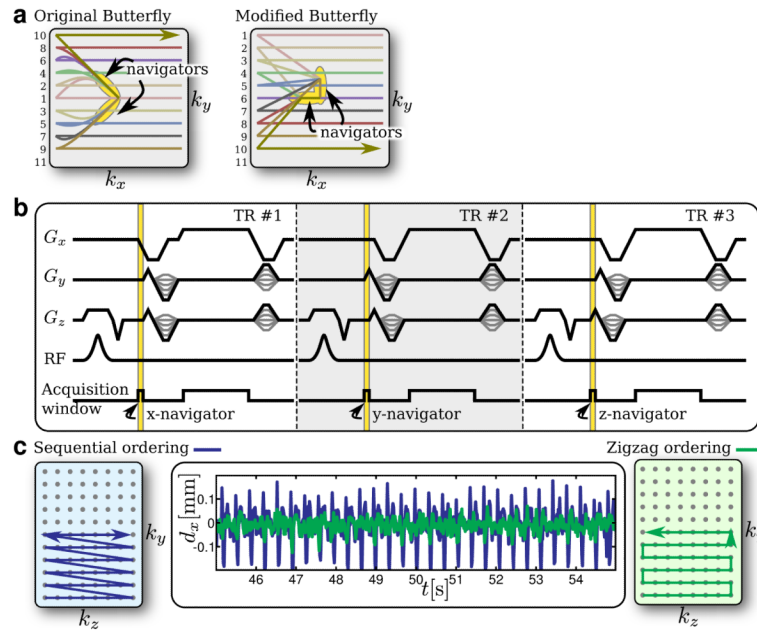 a
Original Butterfly
Modified Butterfly
10
8
6
4
2
1
3
5
7
9
11
navigators
k_y
k_x
1
2
3
4
5
6
7
8
9
10
11
navigators
k_y
k_x
b
TR #1
TR #2
TR #3
G_x
G_y
G_z
RF
Acquisition
window
x-navigator
y-navigator
z-navigator
c
Sequential ordering
Zigzag ordering
k_y
k_z
d_x [mm]
0.1
0
-0.1
46 47 48 49 50 51 52 53 54
t[s]
k_z